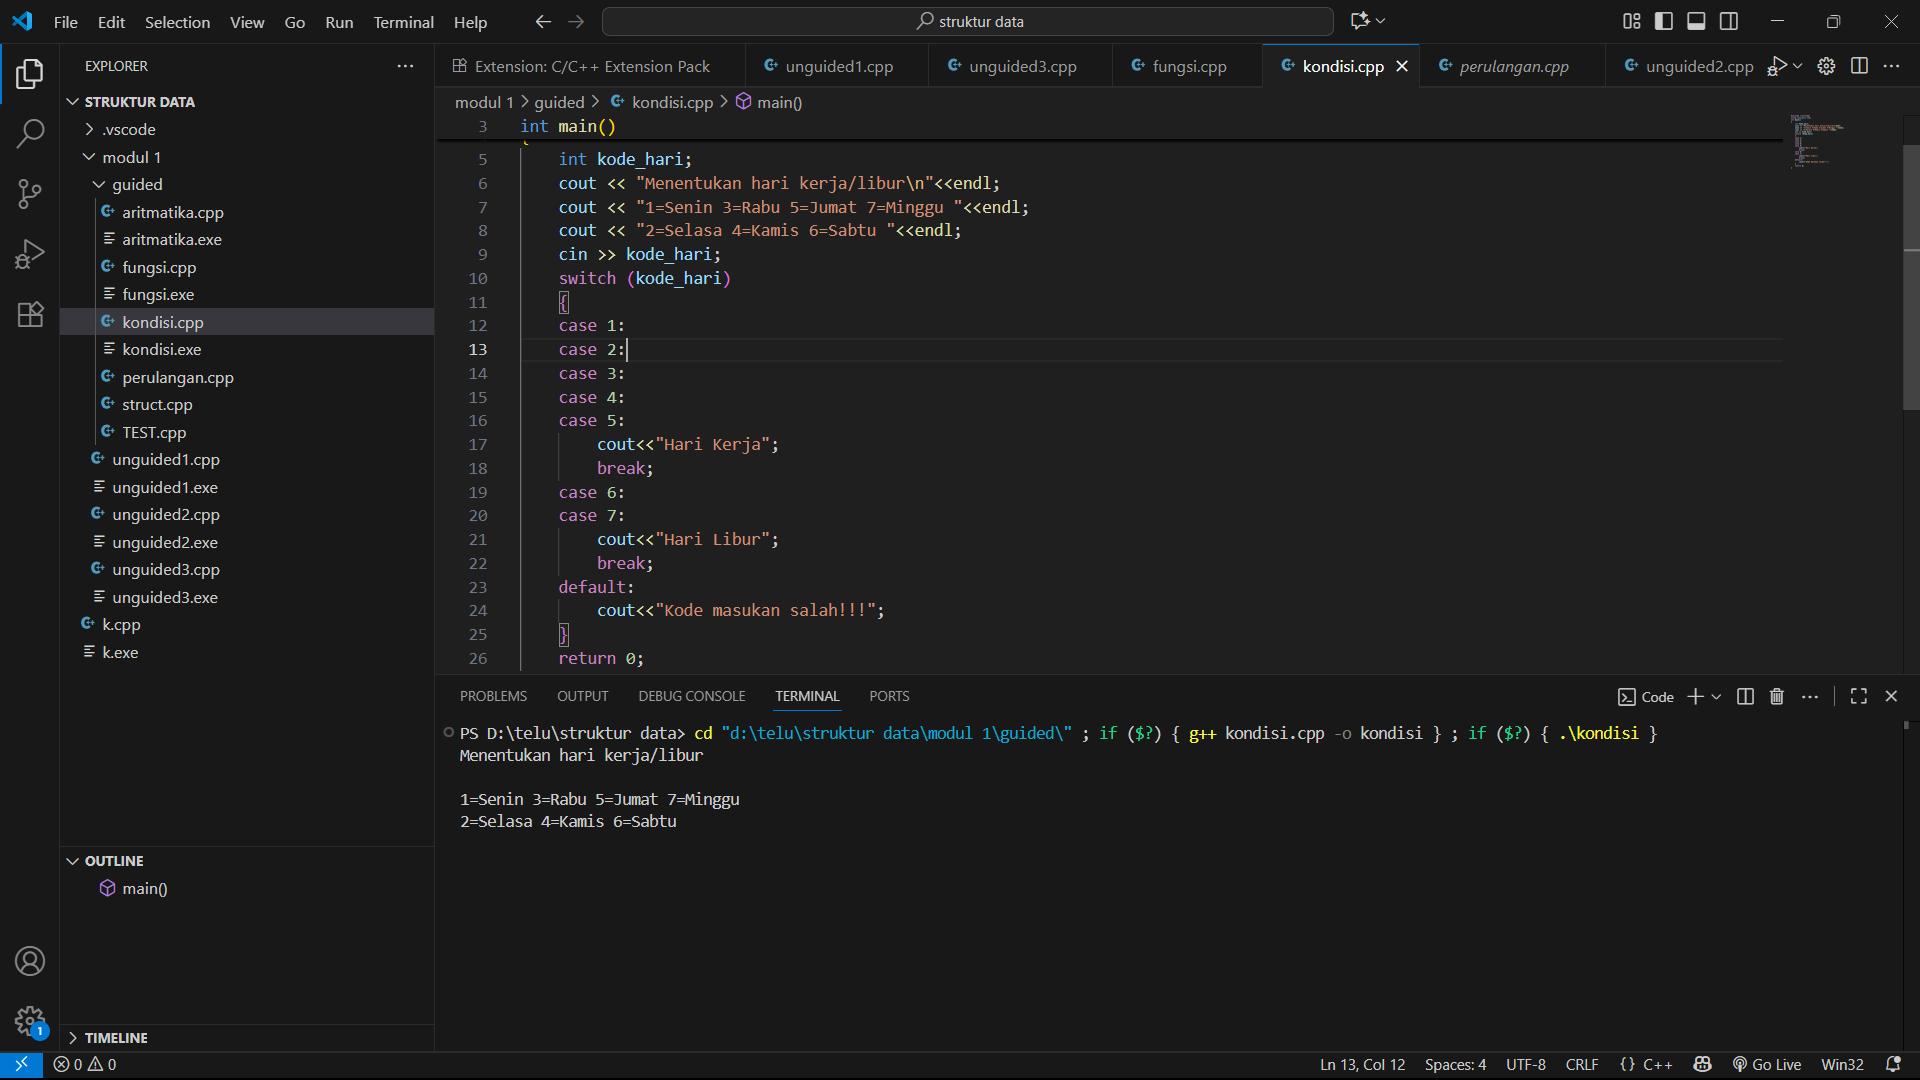 File Edit Selection View Go Run Terminal Help
struktur data
EXPLORER
STRUKTUR DATA
.vscode
modul 1
guided
aritmatika.cpp
aritmatika.exe
fungsi.cpp
fungsi.exe
kondisi.cpp
kondisi.exe
perulangan.cpp
struct.cpp
TEST.cpp
unguided1.cpp
unguided1.exe
unguided2.cpp
unguided2.exe
unguided3.cpp
unguided3.exe
k.cpp
k.exe
OUTLINE
main()
TIMELINE
Extension: C/C++ Extension Pack unguided1.cpp unguided3.cpp fungsi.cpp kondisi.cpp perulangan.cpp unguided2.cpp
modul 1 > guided > kondisi.cpp > main()
3 int main()
5 int kode_hari;
6 cout << "Menentukan hari kerja/libur\n"<<endl;
7 cout << "1=Senin 3=Rabu 5=Jumat 7=Minggu "<<endl;
8 cout << "2=Selasa 4=Kamis 6=Sabtu "<<endl;
9 cin >> kode_hari;
10 switch (kode_hari)
11 {
12 case 1:
13 case 2:
14 case 3:
15 case 4:
16 case 5:
17 cout<<"Hari Kerja";
18 break;
19 case 6:
20 case 7:
21 cout<<"Hari Libur";
22 break;
23 default:
24 cout<<"Kode masukan salah!!!";
25 }
26 return 0;
PROBLEMS OUTPUT DEBUG CONSOLE TERMINAL PORTS
Code
PS D:\telu\struktur data> cd "d:\telu\struktur data\modul 1\guided\" ; if ($?) { g++ kondisi.cpp -o kondisi } ; if ($?) { .\kondisi }
Menentukan hari kerja/libur
1=Senin 3=Rabu 5=Jumat 7=Minggu
2=Selasa 4=Kamis 6=Sabtu
1
0 0
Ln 13, Col 12 Spaces: 4 UTF-8 CRLF {} C++ Go Live Win32